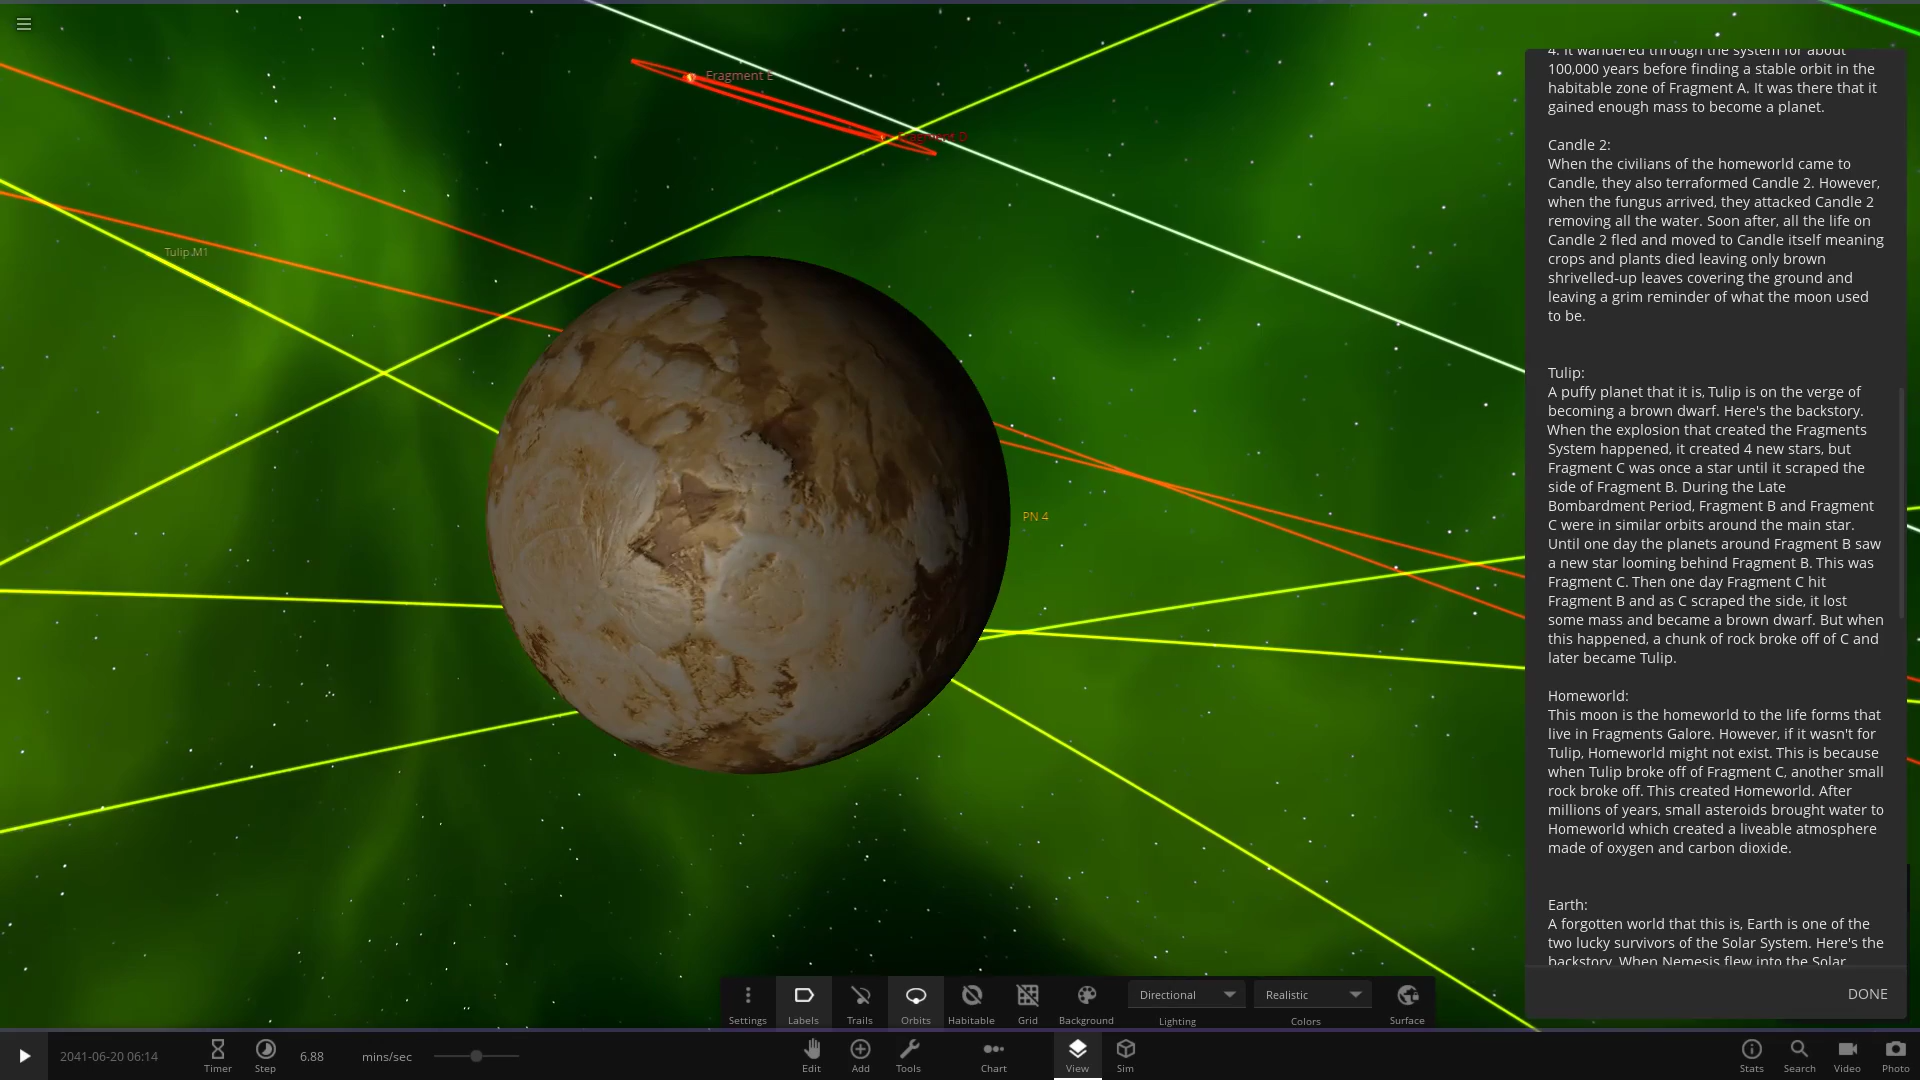 Fragment E
Fragment D
Tulip M1
PN 4
4. It wandered through the system for about
100,000 years before finding a stable orbit in the
habitable zone of Fragment A. It was there that it
gained enough mass to become a planet.
Candle 2:
When the civilians of the homeworld came to
Candle, they also terraformed Candle 2. However,
when the fungus arrived, they attacked Candle 2
removing all the water. Soon after, all the life on
Candle 2 fled and moved to Candle itself meaning
crops and plants died leaving only brown
shrivelled-up leaves covering the ground and
leaving a grim reminder of what the moon used
to be.
Tulip:
A puffy planet that it is, Tulip is on the verge of
becoming a brown dwarf. Here's the backstory.
When the explosion that created the Fragments
System happened, it created 4 new stars, but
Fragment C was once a star until it scraped the
side of Fragment B. During the Late
Bombardment Period, Fragment B and Fragment
C were in similar orbits around the main star.
Until one day the planets around Fragment B saw
a new star looming behind Fragment B. This was
Fragment C. Then one day Fragment C hit
Fragment B and as C scraped the side, it lost
some mass and became a brown dwarf. But when
this happened, a chunk of rock broke off of C and
later became Tulip.
Homeworld:
This moon is the homeworld to the life forms that
live in Fragments Galore. However, if it wasn't for
Tulip, Homeworld might not exist. This is because
when Tulip broke off of Fragment C, another small
rock broke off. This created Homeworld. After
millions of years, small asteroids brought water to
Homeworld which created a liveable atmosphere
made of oxygen and carbon dioxide.
Earth:
A forgotten world that this is, Earth is one of the
two lucky survivors of the Solar System. Here's the
backstory. When Nemesis flew into the Solar
DONE
Settings
Labels
Trails
Orbits
Habitable
Grid
Background
Directional
Lighting
Realistic
Colors
Surface
2041-06-20 06:14
Timer
Step
6.88
mins/sec
Edit
Add
Tools
Chart
View
Sim
Stats
Search
Video
Photo